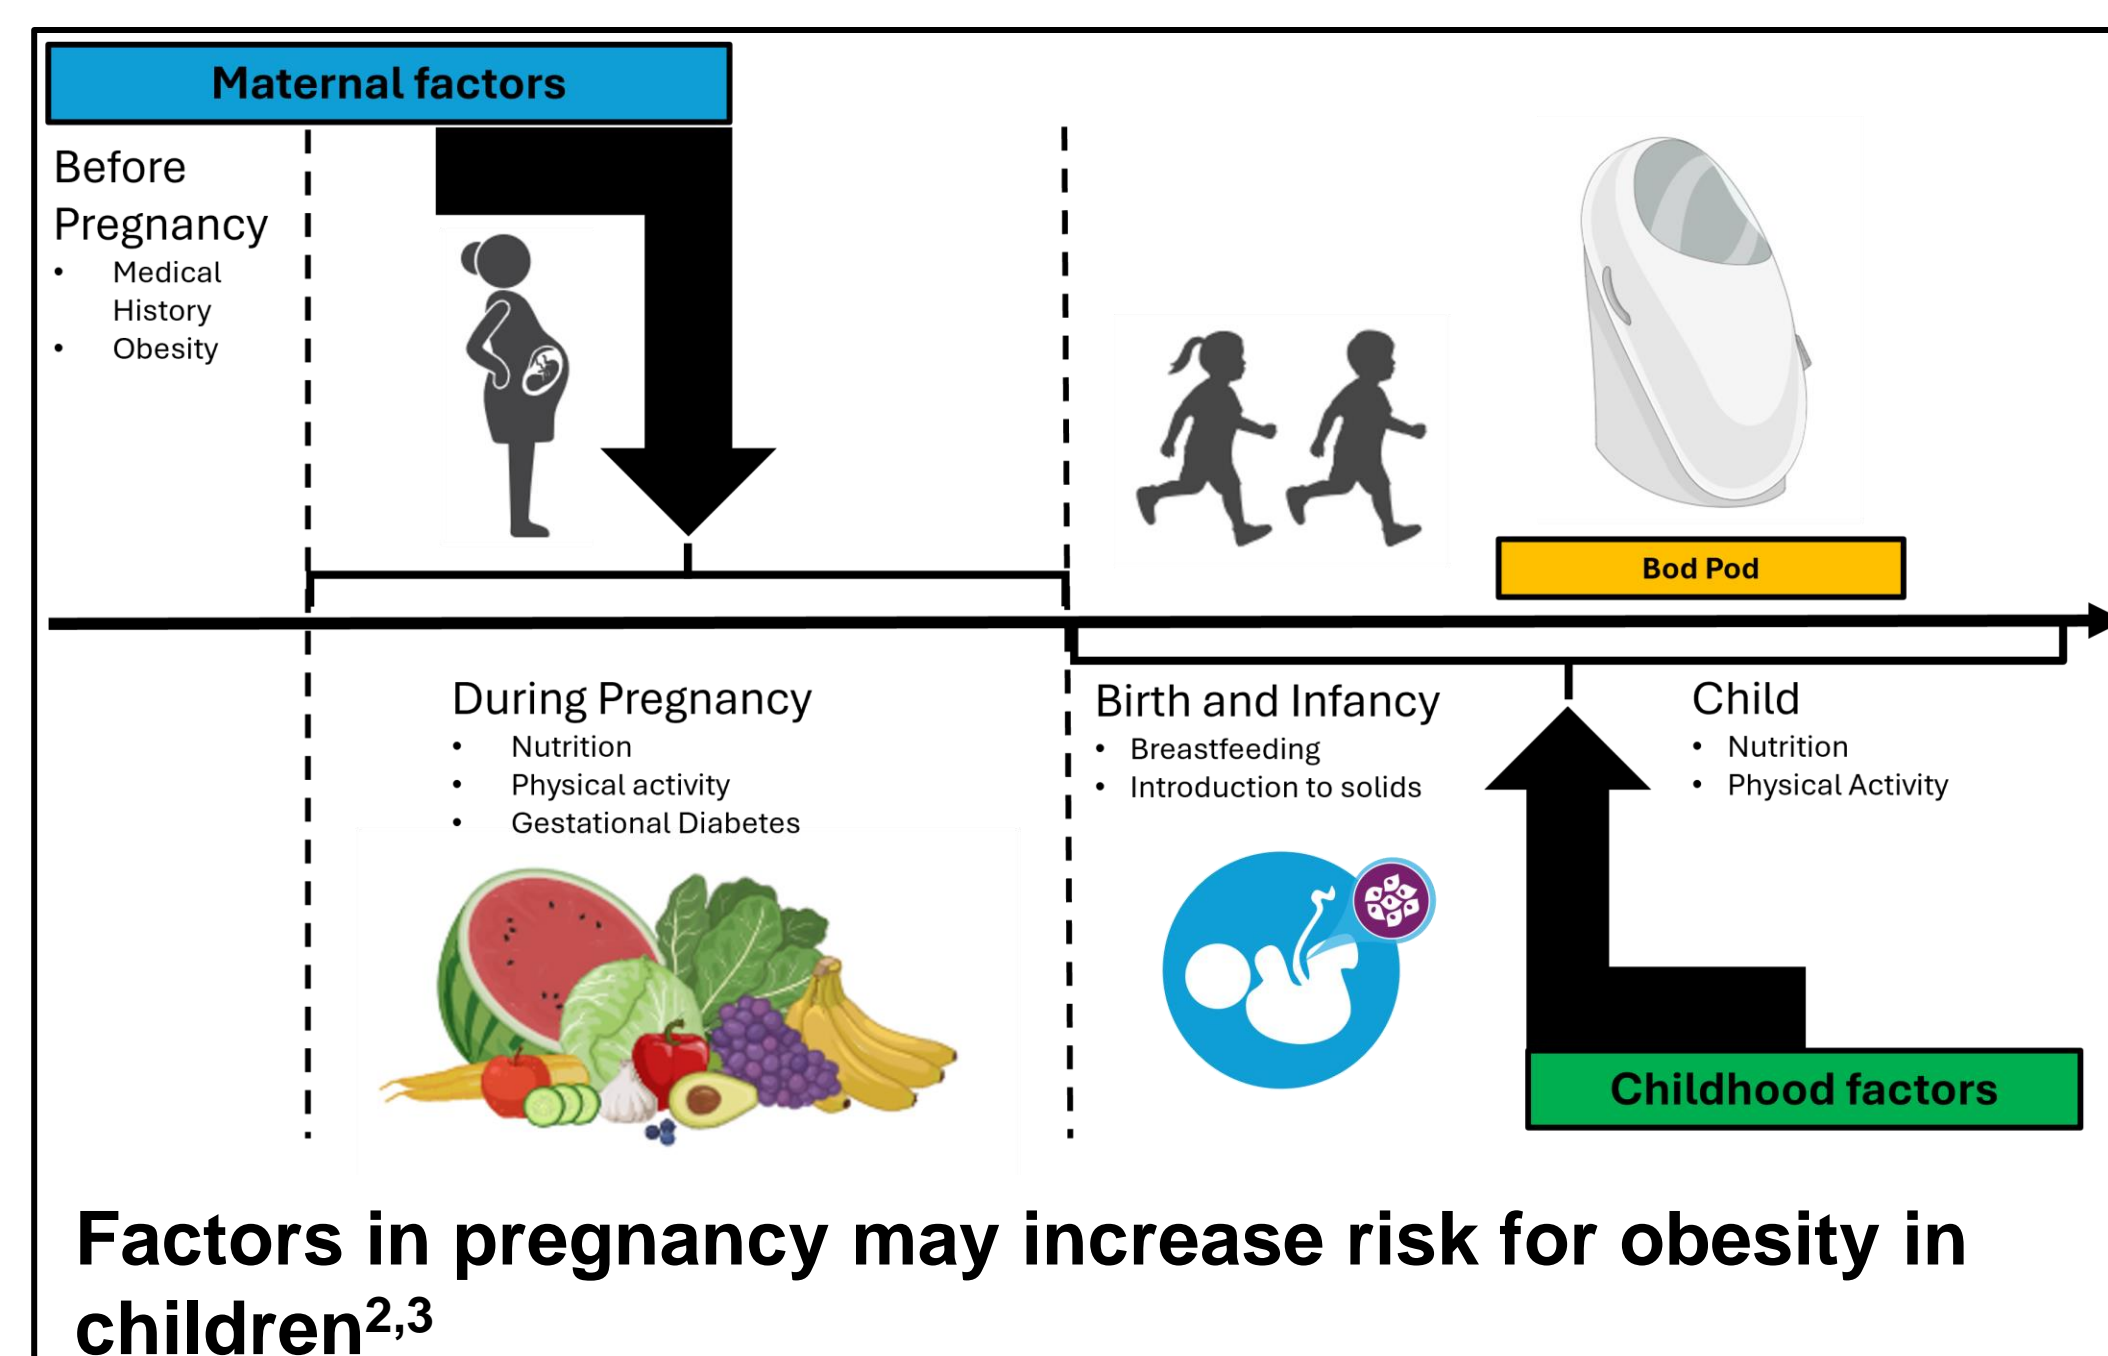 Maternal factors
Before
Pregnancy
• Medical
History
• Obesity
Bod Pod
During Pregnancy
• Nutrition
• Physical activity
• Gestational Diabetes
Birth and Infancy
• Breastfeeding
• Introduction to solids
Child
• Nutrition
• Physical Activity
Childhood factors
Factors in pregnancy may increase risk for obesity in
children2,3